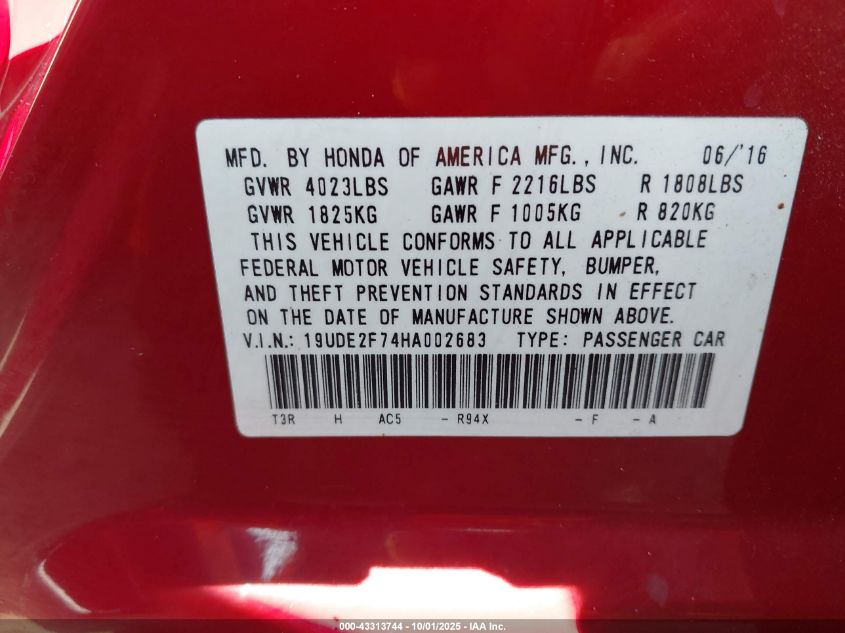 MFD. BY HONDA OF AMERICA MFG., INC. 06/'16
GVWR 4023LBS GAWR F 2216LBS R 1808LBS
GVWR 1825KG GAWR F 1005KG R 820KG
THIS VEHICLE CONFORMS TO ALL APPLICABLE
FEDERAL MOTOR VEHICLE SAFETY, BUMPER,
AND THEFT PREVENTION STANDARDS IN EFFECT
ON THE DATE OF MANUFACTURE SHOWN ABOVE.
V.I.N.: 19UDE2F74HA002683 TYPE: PASSENGER CAR
T3R H AC5 - R94X - F - A
000-43313744 - 10/01/2025 - IAA Inc.